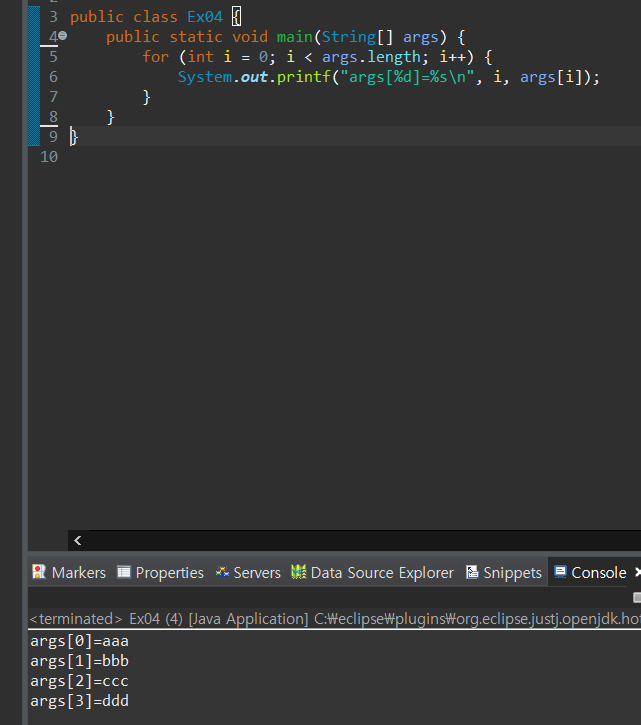 3 public class Ex04 {
4 public static void main(String[] args) {
5 for (int i = 0; i < args.length; i++) {
6 System.out.printf("args[%d]=%s\n", i, args[i]);
7 }
8 }
9 }
10
Markers Properties Servers Data Source Explorer Snippets Console
<terminated> Ex04 (4) [Java Application] C:₩eclipse₩plugins₩org.eclipse.justj.openjdk.hot
args[0]=aaa
args[1]=bbb
args[2]=ccc
args[3]=ddd